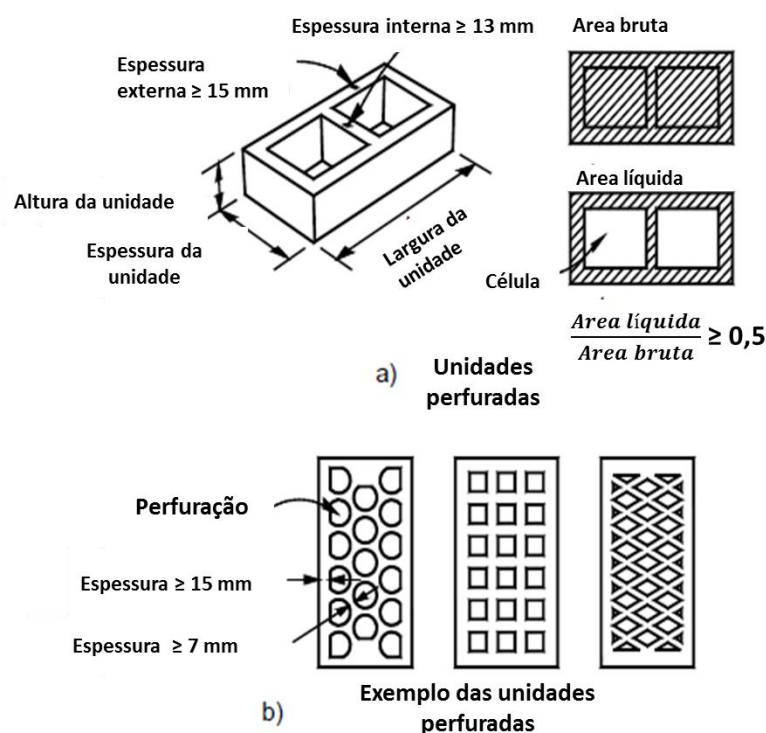 Espessura interna ≥ 13 mm
Espessura
externa ≥ 15 mm
Altura da unidade
Espessura da
unidade
Largura da
unidade
Area bruta
Area líquida
Célula
Area líquida
Area bruta
≥ 0,5
a)
Unidades
perfuradas
Perfuração
Espessura ≥ 15 mm
Espessura ≥ 7 mm
b)
Exemplo das unidades
perfuradas